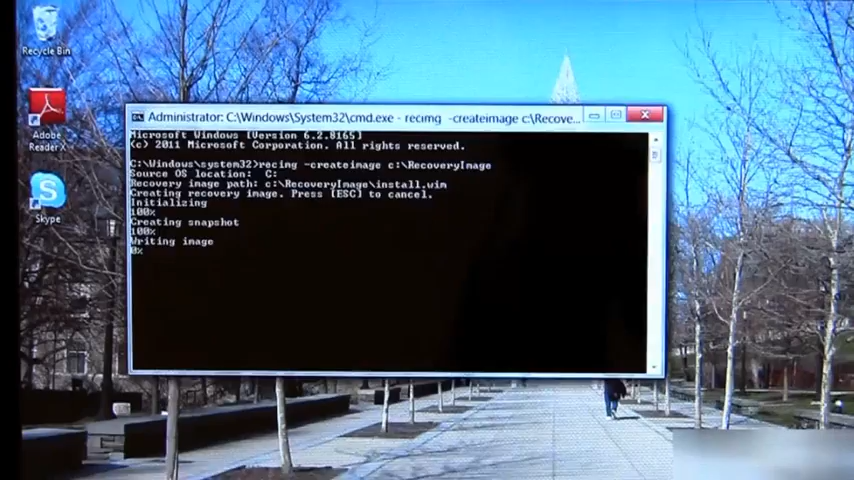 Recycle Bin
Adobe
Reader X
Skype
Administrator: C:\Windows\System32\cmd.exe - recimg -createimage c:\Recove...
Microsoft Windows [Version 6.2.8165]
(c) 2011 Microsoft Corporation. All rights reserved.
C:\Windows\system32>recimg -createimage c:\RecoveryImage
Source OS location: C:
Recovery image path: c:\RecoveryImage\install.wim
Creating recovery image. Press [ESC] to cancel.
Initializing
100%
Creating snapshot
100%
Writing image
0%